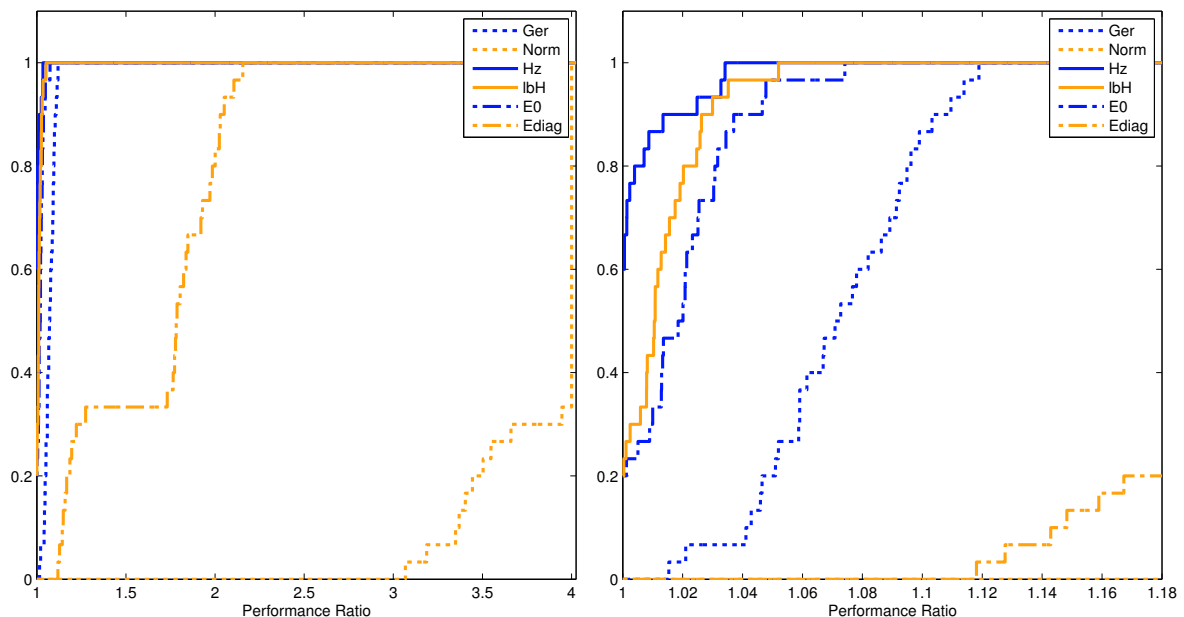 Ger
Norm
Hz
lbH
E0
Ediag
1
0.8
0.6
0.4
0.2
0
1 1.5 2 2.5 3 3.5 4
Performance Ratio
Ger
Norm
Hz
lbH
E0
Ediag
1
0.8
0.6
0.4
0.2
0
1 1.02 1.04 1.06 1.08 1.1 1.12 1.14 1.16 1.18
Performance Ratio